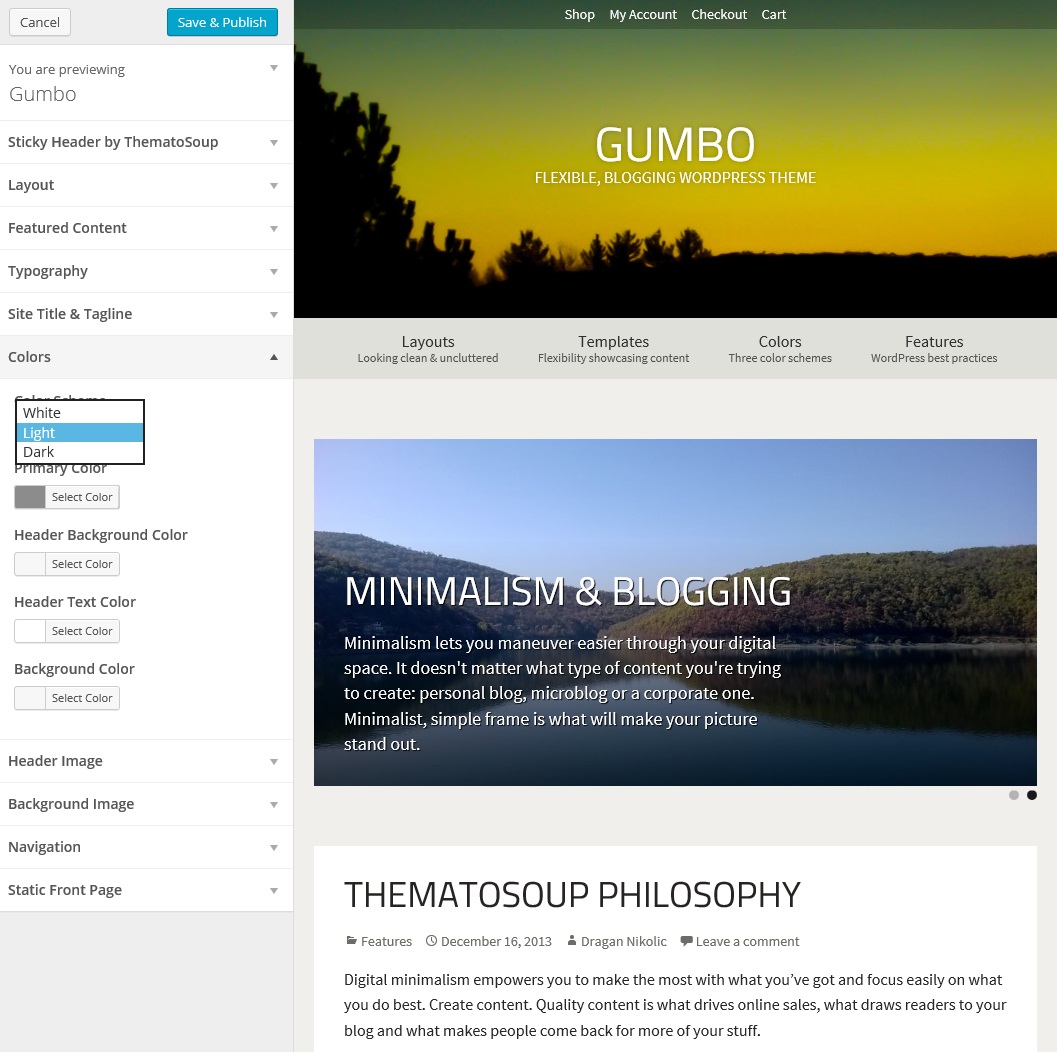 Cancel
Save & Publish
You are previewing
Gumbo
Sticky Header by ThematoSoup
Layout
Featured Content
Typography
Site Title & Tagline
Colors
Color Scheme
White
Light
Dark
Primary Color
Select Color
Header Background Color
Select Color
Header Text Color
Select Color
Background Color
Select Color
Header Image
Background Image
Navigation
Static Front Page
Shop My Account Checkout Cart
GUMBO
FLEXIBLE, BLOGGING WORDPRESS THEME
Layouts Templates Colors Features
Looking clean & uncluttered Flexibility showcasing content Three color schemes WordPress best practices
MINIMALISM & BLOGGING
Minimalism lets you maneuver easier through your digital
space. It doesn't matter what type of content you're trying
to create: personal blog, microblog or a corporate one.
Minimalist, simple frame is what will make your picture
stand out.
THEMATOSOUP PHILOSOPHY
Features December 16, 2013 Dragan Nikolic Leave a comment
Digital minimalism empowers you to make the most with what you’ve got and focus easily on what
you do best. Create content. Quality content is what drives online sales, what draws readers to your
blog and what makes people come back for more of your stuff.